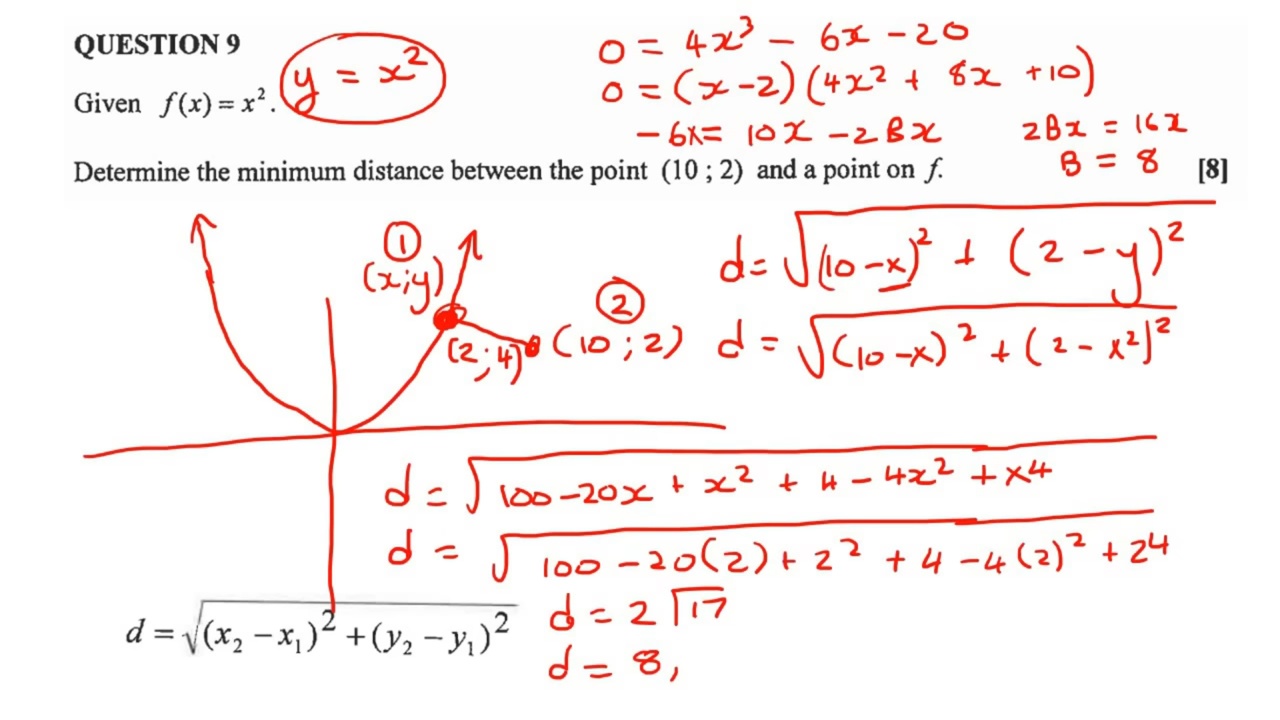 QUESTION 9
Given f(x) = x².
y = x²
0 = 4x³ - 6x - 20
0 = (x-2)(4x² + 8x + 10)
-6x = 10x - 2Bx
2Bx = 16x
B = 8
Determine the minimum distance between the point (10 ; 2) and a point on f. [8]
①
(x;y)
②
(2;4)
(10 ; 2)
d = √((10-x)² + (2-y)²)
d = √((10-x)² + (2-x²]²
d = √(100-20x + x² + 4 - 4x² + x4)
d = √(100 - 20(2) + 2² + 4 - 4(2)² + 2⁴)
d = 2√17
d = 8,
d = √((x₂ - x₁)² + (y₂ - y₁)²)